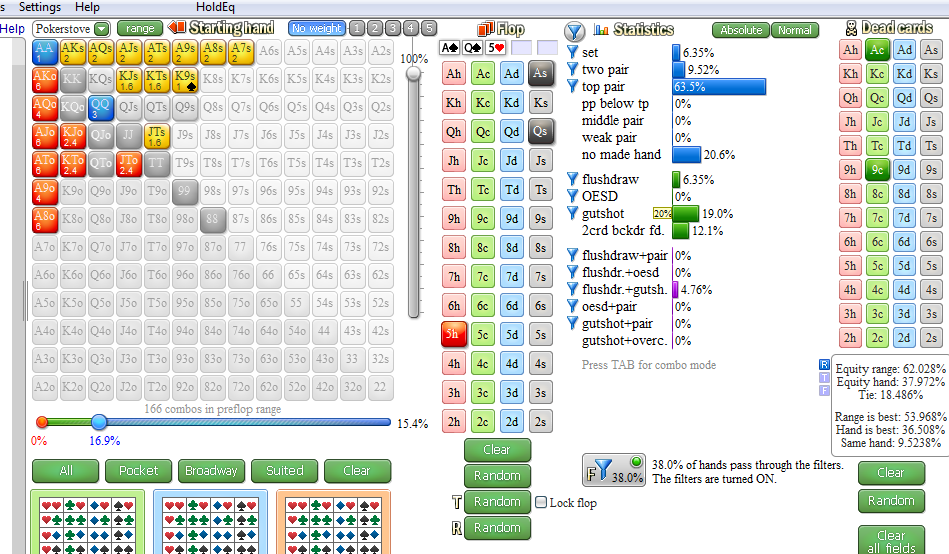 s Settings Help HoldEq
Help Pokerstove range Starting hand No weight 1 2 3 4 5
AA 1 AKs 2 AQs 2 AJs 2 ATs 2 A9s 2 A8s 2 A7s 2 A6s A5s A4s A3s A2s
AKo 6 KK KQs KJs 1.6 KTs 1.6 K9s 1 K8s K7s K6s K5s K4s K3s K2s
AQo 4 KQo QQ 3 QJs QTs Q9s Q8s Q7s Q6s Q5s Q4s Q3s Q2s
AJo 6 KJo 2.4 QJo JJ JTs 1.6 J9s J8s J7s J6s J5s J4s J3s J2s
ATo 6 KTo 2.4 QTo JTo 2.4 TT T9s T8s T7s T6s T5s T4s T3s T2s
A9o 4 K9o Q9o J9o T9o 99 98s 97s 96s 95s 94s 93s 92s
A8o 6 K8o Q8o J8o T8o 98o 88 87s 86s 85s 84s 83s 82s
A7o K7o Q7o J7o T7o 97o 87o 77 76s 75s 74s 73s 72s
A6o K6o Q6o J6o T6o 96o 86o 76o 66 65s 64s 63s 62s
A5o K5o Q5o J5o T5o 95o 85o 75o 65o 55 54s 53s 52s
A4o K4o Q4o J4o T4o 94o 84o 74o 64o 54o 44 43s 42s
A3o K3o Q3o J3o T3o 93o 83o 73o 63o 53o 43o 33 32s
A2o K2o Q2o J2o T2o 92o 82o 72o 62o 52o 42o 32o 22
100%
166 combos in preflop range
15.4%
0% 16.9%
All Pocket Broadway Suited Clear
Flop
A♠ Q♠ 5♥
Ah Ac Ad As
Kh Kc Kd Ks
Qh Qc Qd Qs
Jh Jc Jd Js
Th Tc Td Ts
9h 9c 9d 9s
8h 8c 8d 8s
7h 7c 7d 7s
6h 6c 6d 6s
5h 5c 5d 5s
4h 4c 4d 4s
3h 3c 3d 3s
2h 2c 2d 2s
Clear
Random
T Random Lock flop
R Random
Statistics Absolute Normal
set 6.35%
two pair 9.52%
top pair 63.5%
pp below tp 0%
middle pair 0%
weak pair 0%
no made hand 20.6%
flushdraw 6.35%
OESD 0%
gutshot 20% 19.0%
2crd bckdr fd. 12.1%
flushdraw+pair 0%
flushdr.+oesd 0%
flushdr.+gutsh. 4.76%
oesd+pair 0%
gutshot+pair 0%
gutshot+overc. 0%
Press TAB for combo mode
F 38.0% 38.0% of hands pass through the filters.
The filters are turned ON.
Dead cards
Ah Ac Ad As
Kh Kc Kd Ks
Qh Qc Qd Qs
Jh Jc Jd Js
Th Tc Td Ts
9h 9c 9d 9s
8h 8c 8d 8s
7h 7c 7d 7s
6h 6c 6d 6s
5h 5c 5d 5s
4h 4c 4d 4s
3h 3c 3d 3s
2h 2c 2d 2s
R
T
F
Equity range: 62.028%
Equity hand: 37.972%
Tie: 18.486%
Range is best: 53.968%
Hand is best: 36.508%
Same hand: 9.5238%
Clear
Random
Clear
all fields